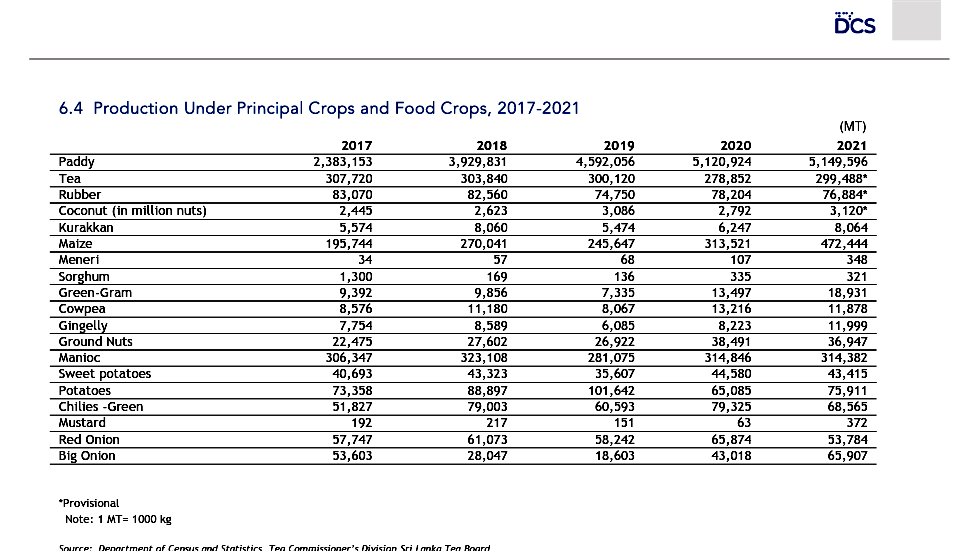 DCS
6.4 Production Under Principal Crops and Food Crops, 2017-2021
(MT)
2017 2018 2019 2020 2021
Paddy 2,383,153 3,929,831 4,592,056 5,120,924 5,149,596
Tea 307,720 303,840 300,120 278,852 299,488*
Rubber 83,070 82,560 74,750 78,204 76,884*
Coconut (in million nuts) 2,445 2,623 3,086 2,792 3,120*
Kurakkan 5,574 8,060 5,474 6,247 8,064
Maize 195,744 270,041 245,647 313,521 472,444
Meneri 34 57 68 107 348
Sorghum 1,300 169 136 335 321
Green-Gram 9,392 9,856 7,335 13,497 18,931
Cowpea 8,576 11,180 8,067 13,216 11,878
Gingelly 7,754 8,589 6,085 8,223 11,999
Ground Nuts 22,475 27,602 26,922 38,491 36,947
Manioc 306,347 323,108 281,075 314,846 314,382
Sweet potatoes 40,693 43,323 35,607 44,580 43,415
Potatoes 73,358 88,897 101,642 65,085 75,911
Chilies -Green 51,827 79,003 60,593 79,325 68,565
Mustard 192 217 151 63 372
Red Onion 57,747 61,073 58,242 65,874 53,784
Big Onion 53,603 28,047 18,603 43,018 65,907
*Provisional
Note: 1 MT= 1000 kg
Source: Department of Census and Statistics, Tea Commissioner's Division Sri Lanka Tea Board